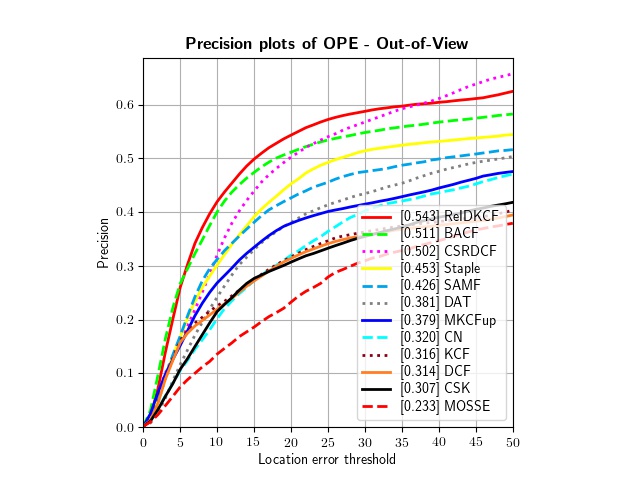 Precision plots of OPE - Out-of-View
Precision
0.6
0.5
0.4
0.3
0.2
0.1
0.0
[0.543] RelDKCF
[0.511] BACF
[0.502] CSRDCF
[0.453] Staple
[0.426] SAMF
[0.381] DAT
[0.379] MKCFup
[0.320] CN
[0.316] KCF
[0.314] DCF
[0.307] CSK
[0.233] MOSSE
0 5 10 15 20 25 30 35 40 45 50
Location error threshold